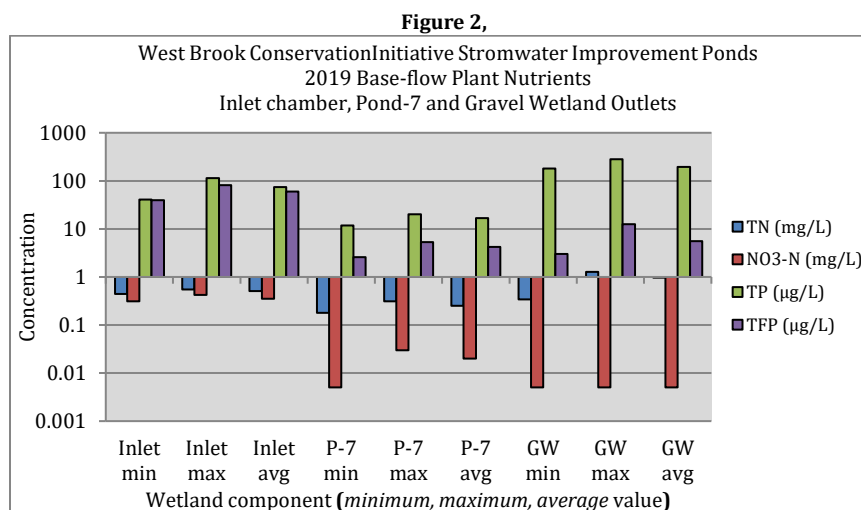 Figure 2,
West Brook ConservationInitiative Stromwater Improvement Ponds
2019 Base-flow Plant Nutrients
Inlet chamber, Pond-7 and Gravel Wetland Outlets
Concentration
1000
100
10
1
0.1
0.01
0.001
Inlet min
Inlet max
Inlet avg
P-7 min
P-7 max
P-7 avg
GW min
GW max
GW avg
Wetland component (minimum, maximum, average value)
TN (mg/L)
NO3-N (mg/L)
TP (µg/L)
TFP (µg/L)